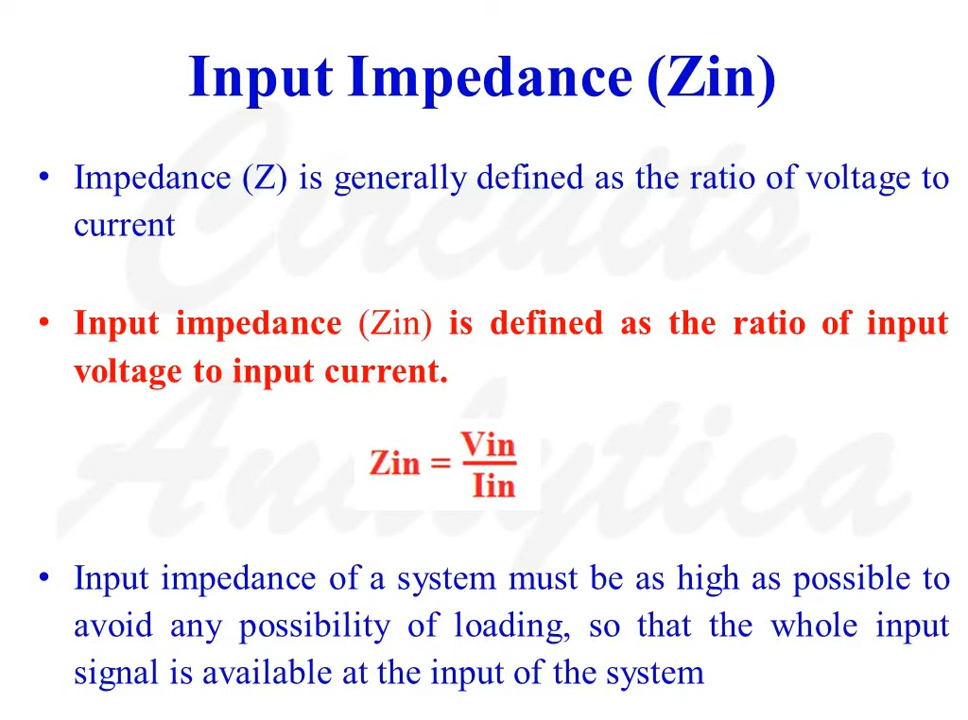 Input Impedance (Zin)
• Impedance (Z) is generally defined as the ratio of voltage to
current
• Input impedance (Zin) is defined as the ratio of input
voltage to input current.
Zin = Vin
Iin
• Input impedance of a system must be as high as possible to
avoid any possibility of loading, so that the whole input
signal is available at the input of the system
Circuits
Analytica